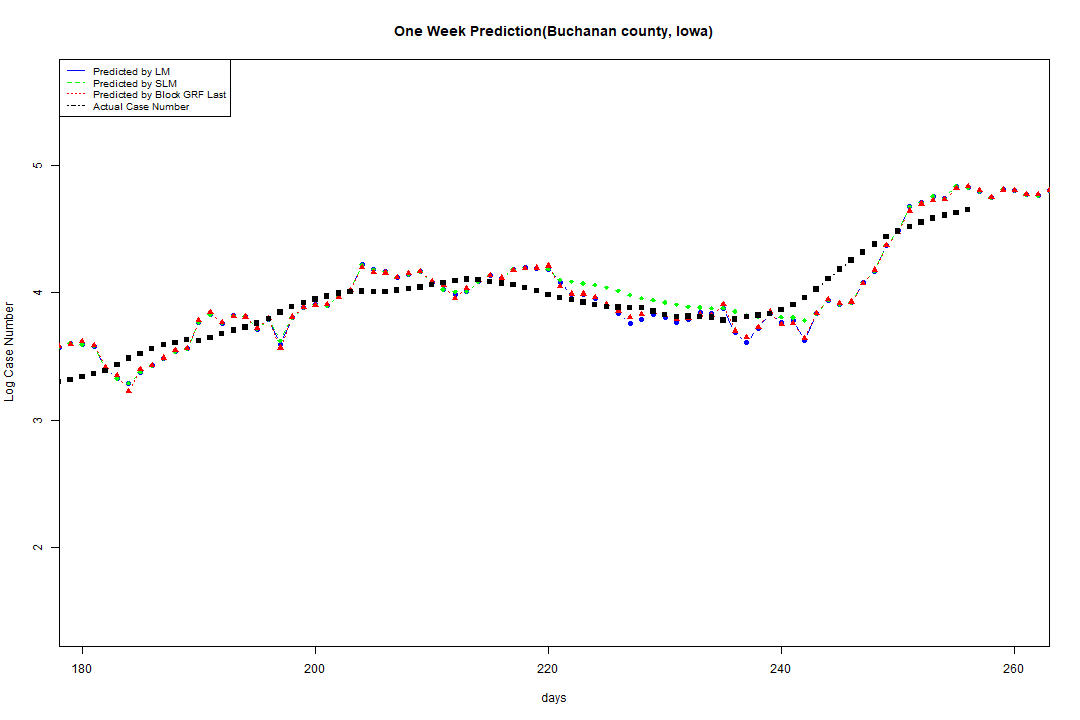 One Week Prediction(Buchanan county, Iowa)
Predicted by LM
Predicted by SLM
Predicted by Block GRF Last
Actual Case Number
5
4
3
2
Log Case Number
180 200 220 240 260
days